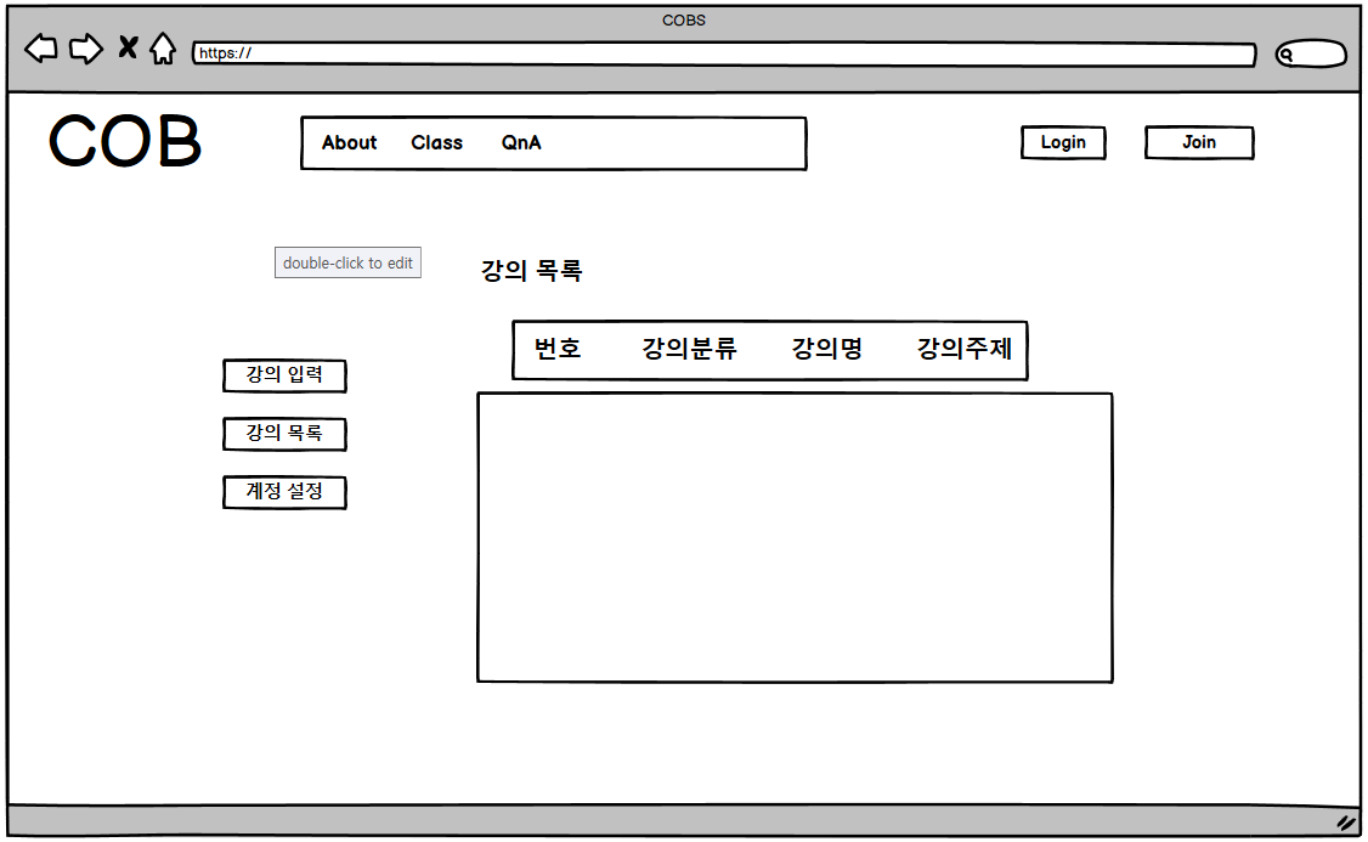 COBS
https://
COB
About Class QnA
Login
Join
double-click to edit
강의 목록
번호 강의분류 강의명 강의주제
강의 입력
강의 목록
계정 설정